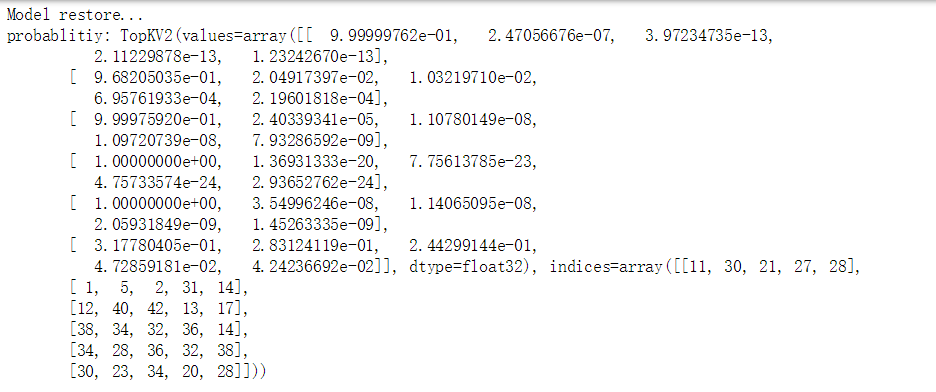 Model restore...
probablitiy: TopKV2(values=array([[  9.99999762e-01,   2.47056676e-07,   3.97234735e-13,
          2.11229878e-13,   1.23242670e-13],
       [  9.68205035e-01,   2.04917397e-02,   1.03219710e-02,
          6.95761933e-04,   2.19601818e-04],
       [  9.99975920e-01,   2.40339341e-05,   1.10780149e-08,
          1.09720739e-08,   7.93286592e-09],
       [  1.00000000e+00,   1.36931333e-20,   7.75613785e-23,
          4.75733574e-24,   2.93652762e-24],
       [  1.00000000e+00,   3.54996246e-08,   1.14065095e-08,
          2.05931849e-09,   1.45263335e-09],
       [  3.17780405e-01,   2.83124119e-01,   2.44299144e-01,
          4.72859181e-02,   4.24236692e-02]], dtype=float32), indices=array([[11, 30, 21, 27, 28],
       [ 1,  5,  2, 31, 14],
       [12, 40, 42, 13, 17],
       [38, 34, 32, 36, 14],
       [34, 28, 36, 32, 38],
       [30, 23, 34, 20, 28]]))